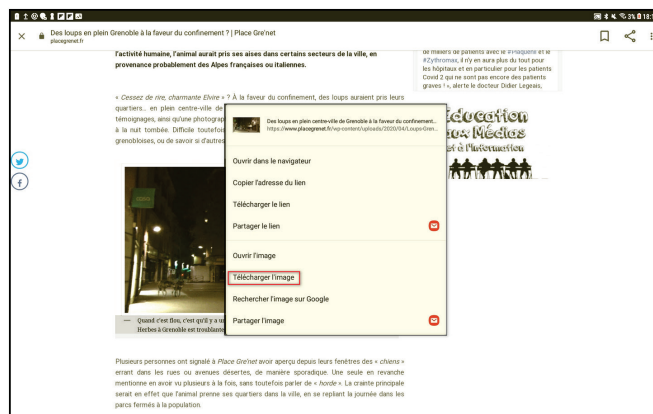 3% 18:1
Des loups en plein Grenoble à la faveur du confinement ? | Place Gre'net
placegrenet.fr
l'activité humaine, l'animal aurait pris ses aises dans certains secteurs de la ville, en
provenance probablement des Alpes françaises ou italiennes.
de milliers de patients avec le #Plaquenil et le
#Zythromax, il n'y en aura plus du tout pour
les hôpitaux et en particulier pour les patients
Covid 2 qui ne sont pas encore des patients
graves ! », alerte le docteur Didier Legeais,
« Cessez de rire, charmante Elvire » ? À la faveur du confinement, des loups auraient pris leurs
quartiers… en plein centre-ville de
témoignages, ainsi qu'une photograp
à la nuit tombée. Difficile toutefois
grenobloises, ou de savoir si d'autres
Éducation
aux Médias
et à l'Information
Des loups en plein centre-ville de Grenoble à la faveur du confinement…
https://www.placegrenet.fr/wp-content/uploads/2020/04/Loups-Gren…
Ouvrir dans le navigateur
Copier l'adresse du lien
Télécharger le lien
Partager le lien
Ouvrir l'image
Télécharger l'image
Rechercher l'image sur Google
Partager l'image
— Quand c'est flou, c'est qu'il y a u
Herbes à Grenoble est troublante
Plusieurs personnes ont signalé à Place Gre'net avoir aperçu depuis leurs fenêtres des « chiens »
errant dans les rues ou avenues désertes, de manière sporadique. Une seule en revanche
mentionne en avoir vu plusieurs à la fois, sans toutefois parler de « horde ». La crainte principale
serait en effet que l'animal prenne ses quartiers dans la ville, en se repliant la journée dans les
parcs fermés à la population.